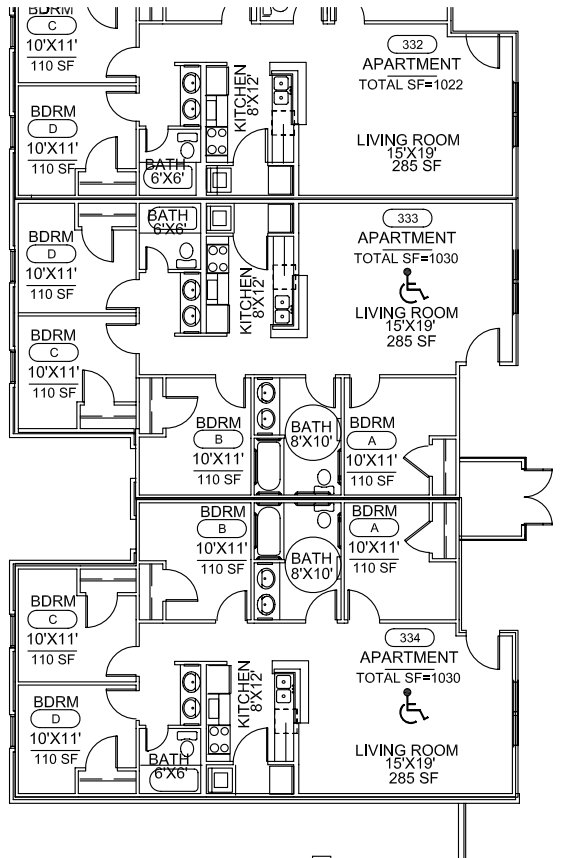 BDRM
C
10'X11'
110 SF
332
APARTMENT
TOTAL SF=1022
KITCHEN
8'X12'
BDRM
D
10'X11'
110 SF
LIVING ROOM
15'X19'
285 SF
BATH
6'X6'
BATH
6'X6'
333
APARTMENT
TOTAL SF=1030
BDRM
D
10'X11'
110 SF
KITCHEN
8'X12'
LIVING ROOM
15'X19'
285 SF
BDRM
C
10'X11'
110 SF
BDRM
B
10'X11'
110 SF
BATH
8'X10'
BDRM
A
10'X11'
110 SF
BDRM
B
10'X11'
110 SF
BATH
8'X10'
BDRM
A
10'X11'
110 SF
BDRM
C
10'X11'
110 SF
334
APARTMENT
TOTAL SF=1030
KITCHEN
8'X12'
BDRM
D
10'X11'
110 SF
LIVING ROOM
15'X19'
285 SF
BATH
6'X6'